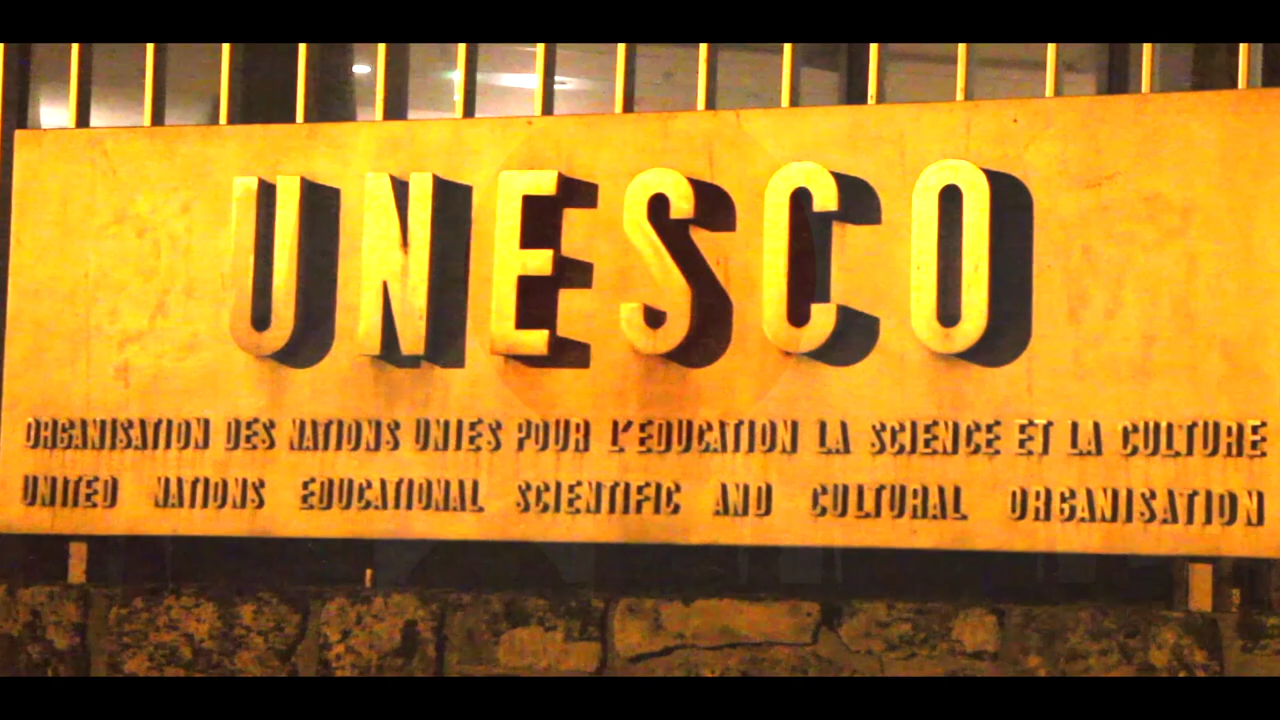 UNESCO
ORGANISATION DES NATIONS UNIES POUR L'EDUCATION LA SCIENCE ET LA CULTURE
UNITED NATIONS EDUCATIONAL SCIENTIFIC AND CULTURAL ORGANISATION